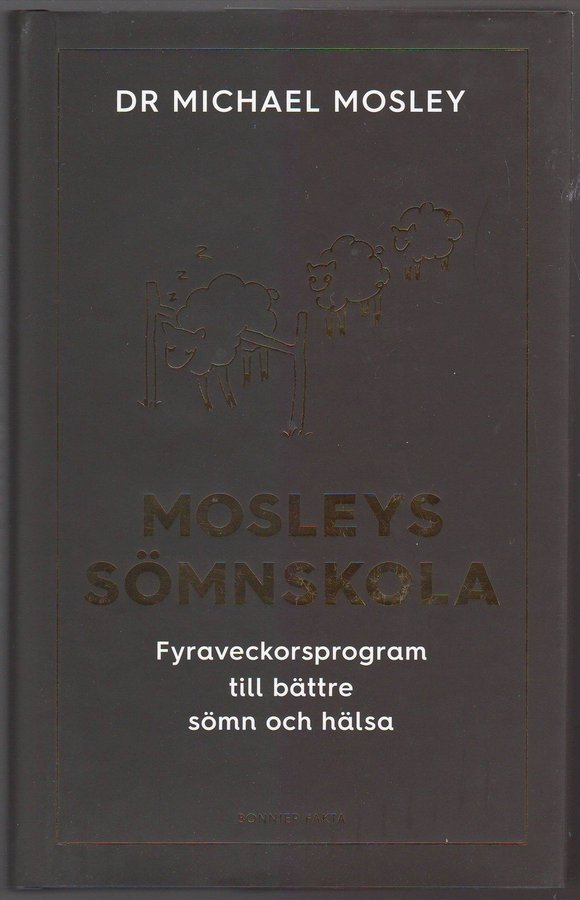 DR MICHAEL MOSLEY
z
z
z
MOSLEYS
SÖMNSKOLA
Fyraveckorsprogram
till bättre
sömn och hälsa
BONNIER FAKTA